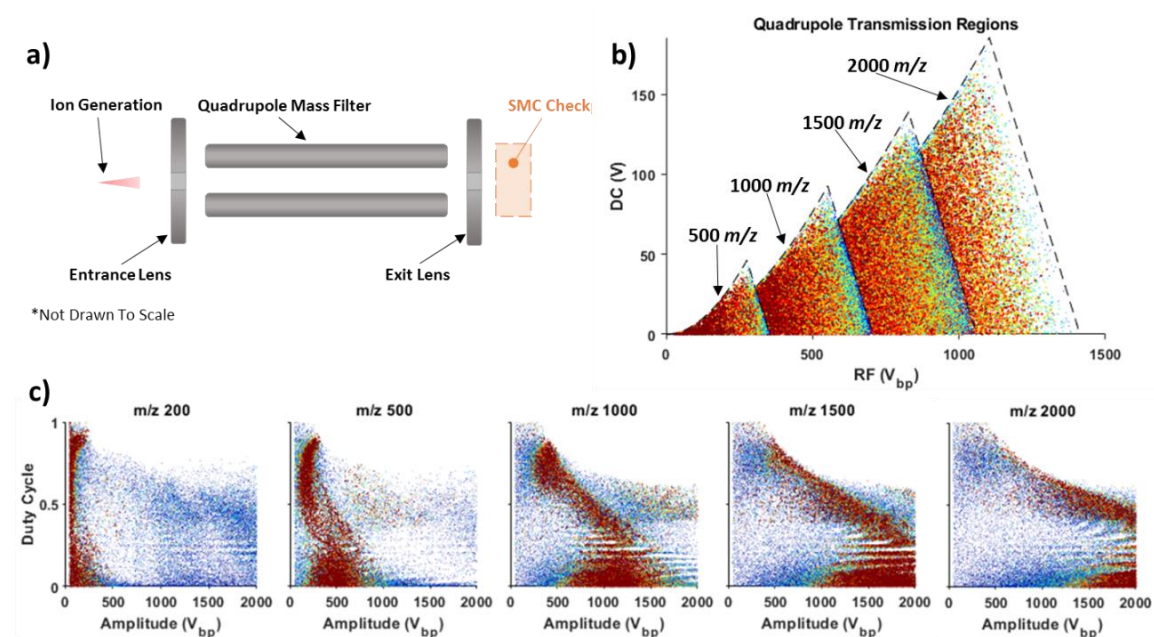 a)
Ion Generation
Quadrupole Mass Filter
SMC Check
Entrance Lens
Exit Lens
*Not Drawn To Scale
b)
Quadrupole Transmission Regions
2000 m/z
1500 m/z
1000 m/z
500 m/z
DC (V)
150
100
50
0
0 500 1000 1500
RF (Vbp)
c)
m/z 200
m/z 500
m/z 1000
m/z 1500
m/z 2000
Duty Cycle
1
0.5
0
0 500 1000 1500 2000
0 500 1000 1500 2000
0 500 1000 1500 2000
0 500 1000 1500 2000
0 500 1000 1500 2000
Amplitude (Vbp)
Amplitude (Vbp)
Amplitude (Vbp)
Amplitude (Vbp)
Amplitude (Vbp)